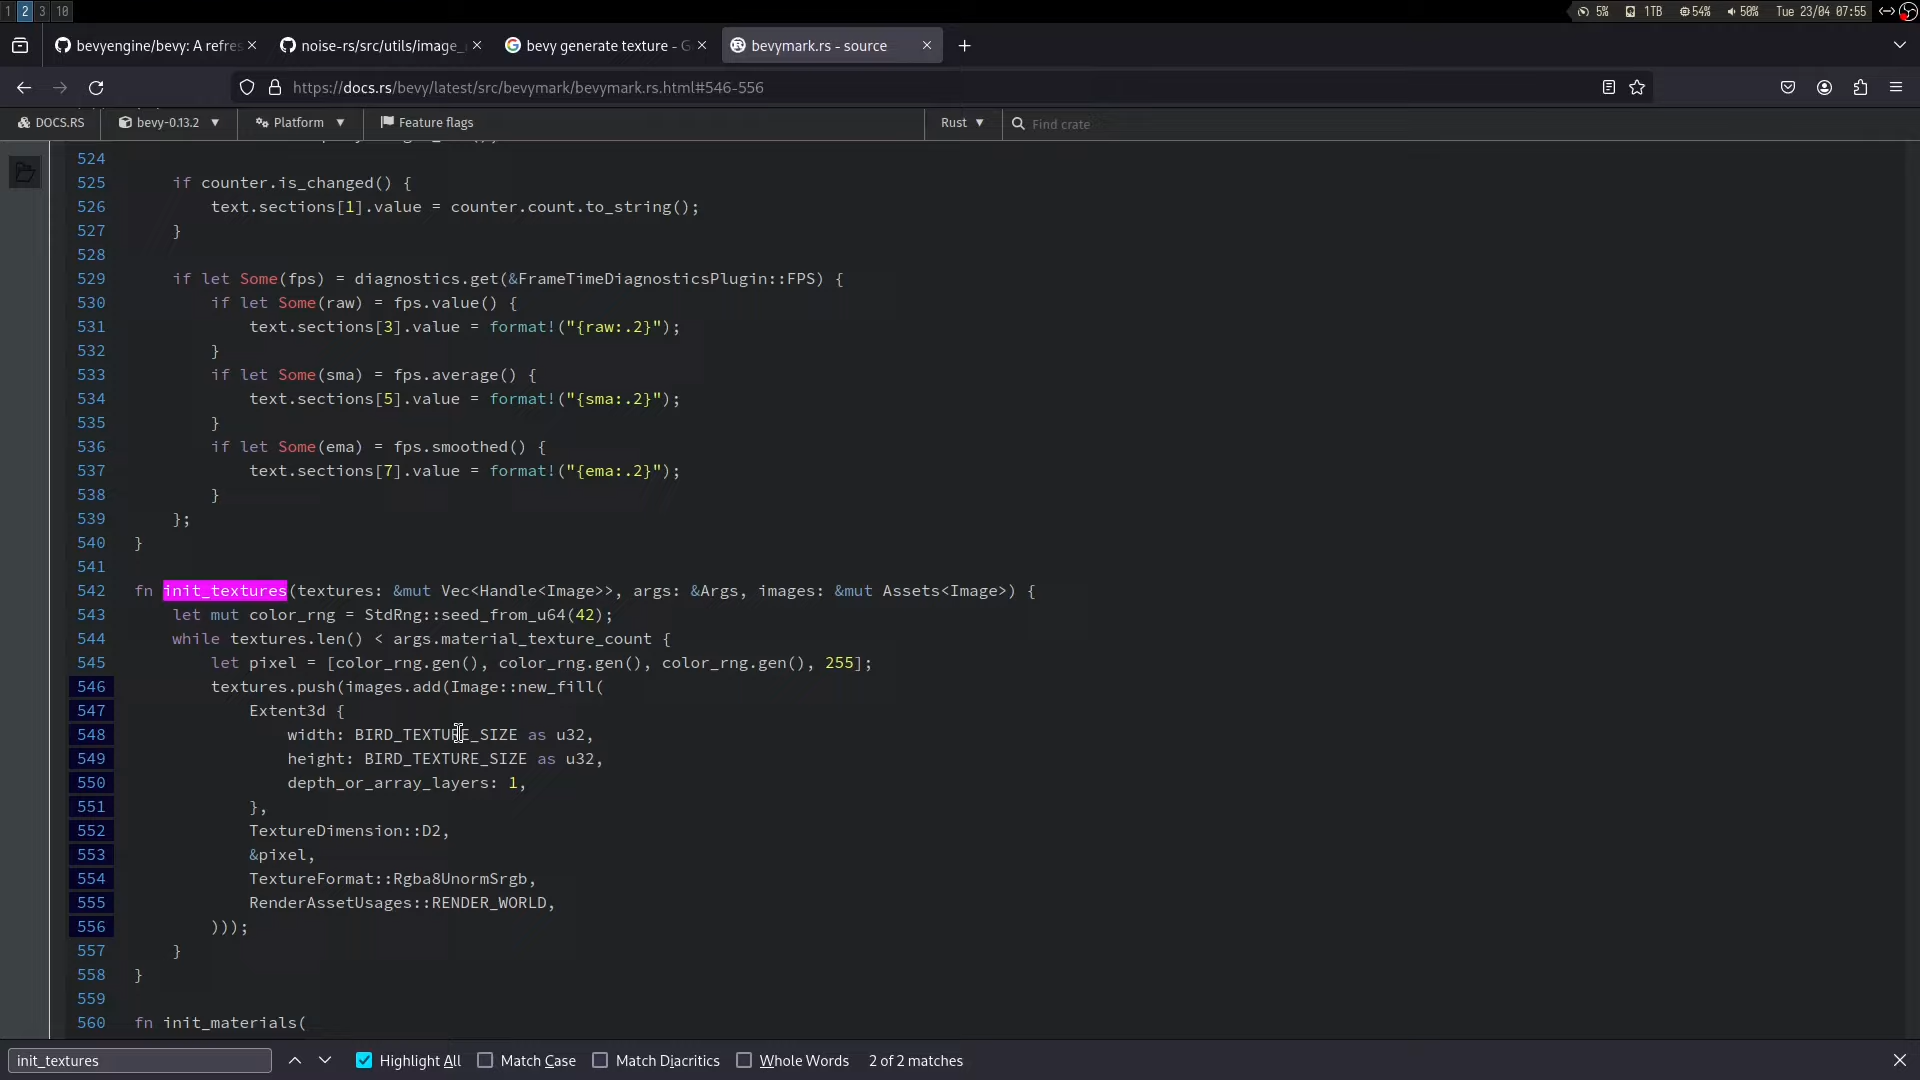 1 2 3 10
5% 1TB 54% 50% Tue 23/04 07:55
bevyengine/bevy: A refres noise-rs/src/utils/image_ bevy generate texture - G bevymark.rs - source
https://docs.rs/bevy/latest/src/bevymark/bevymark.rs.html#546-556
DOCS.RS bevy-0.13.2 Platform Feature flags Rust Find crate
524
525 if counter.is_changed() {
526 text.sections[1].value = counter.count.to_string();
527 }
528
529 if let Some(fps) = diagnostics.get(&FrameTimeDiagnosticsPlugin::FPS) {
530 if let Some(raw) = fps.value() {
531 text.sections[3].value = format!("{raw:.2}");
532 }
533 if let Some(sma) = fps.average() {
534 text.sections[5].value = format!("{sma:.2}");
535 }
536 if let Some(ema) = fps.smoothed() {
537 text.sections[7].value = format!("{ema:.2}");
538 }
539 };
540 }
541
542 fn init_textures(textures: &mut Vec<Handle<Image>>, args: &Args, images: &mut Assets<Image>) {
543 let mut color_rng = StdRng::seed_from_u64(42);
544 while textures.len() < args.material_texture_count {
545 let pixel = [color_rng.gen(), color_rng.gen(), color_rng.gen(), 255];
546 textures.push(images.add(Image::new_fill(
547 Extent3d {
548 width: BIRD_TEXTURE_SIZE as u32,
549 height: BIRD_TEXTURE_SIZE as u32,
550 depth_or_array_layers: 1,
551 },
552 TextureDimension::D2,
553 &pixel,
554 TextureFormat::Rgba8UnormSrgb,
555 RenderAssetUsages::RENDER_WORLD,
556 )));
557 }
558 }
559
560 fn init_materials(
init_textures Highlight All Match Case Match Diacritics Whole Words 2 of 2 matches